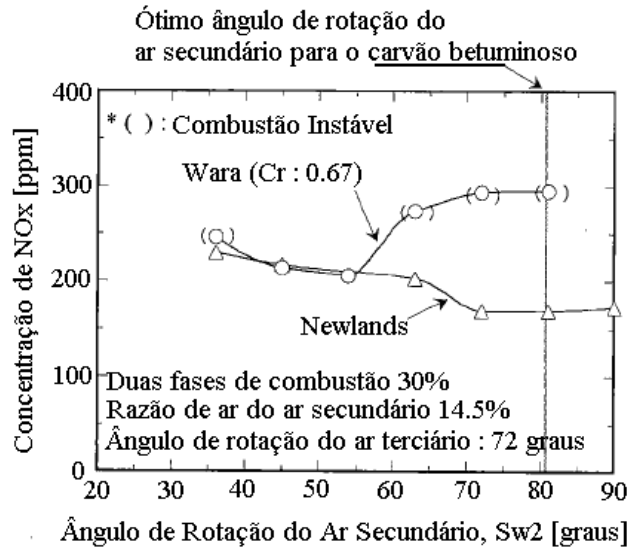 Ótimo ângulo de rotação do
ar secundário para o carvão betuminoso
400
300
200
100
0
Concentração de NOx [ppm]
* ( ) : Combustão Instável
Wara (Cr : 0.67)
Newlands
Duas fases de combustão 30%
Razão de ar do ar secundário 14.5%
Ângulo de rotação do ar terciário : 72 graus
20 30 40 50 60 70 80 90
Ângulo de Rotação do Ar Secundário, Sw2 [graus]